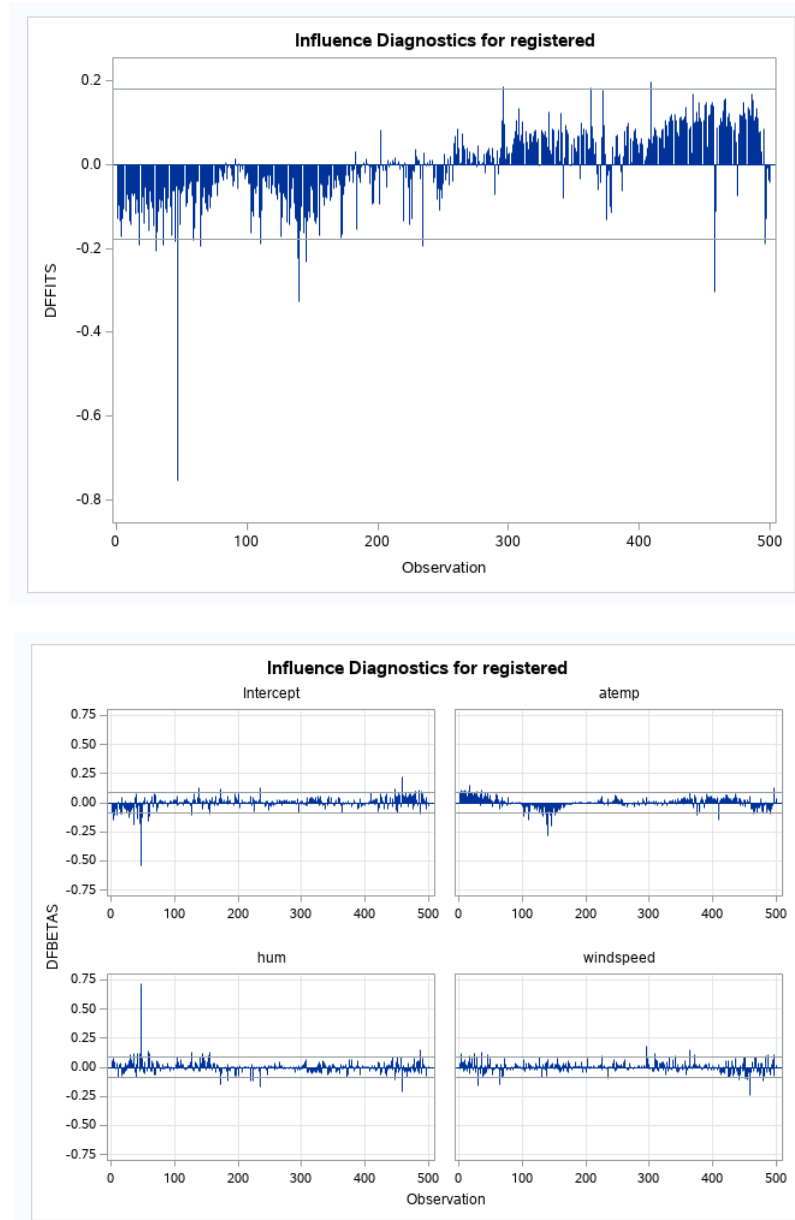 Influence Diagnostics for registered
0.2
0.0
-0.2
-0.4
-0.6
-0.8
DFFITS
0 100 200 300 400 500
Observation
Influence Diagnostics for registered
Intercept atemp
0.75
0.50
0.25
0.00
-0.25
-0.50
-0.75
0 100 200 300 400 500 0 100 200 300 400 500
DFBETAS
hum windspeed
0.75
0.50
0.25
0.00
-0.25
-0.50
-0.75
0 100 200 300 400 500 0 100 200 300 400 500
Observation